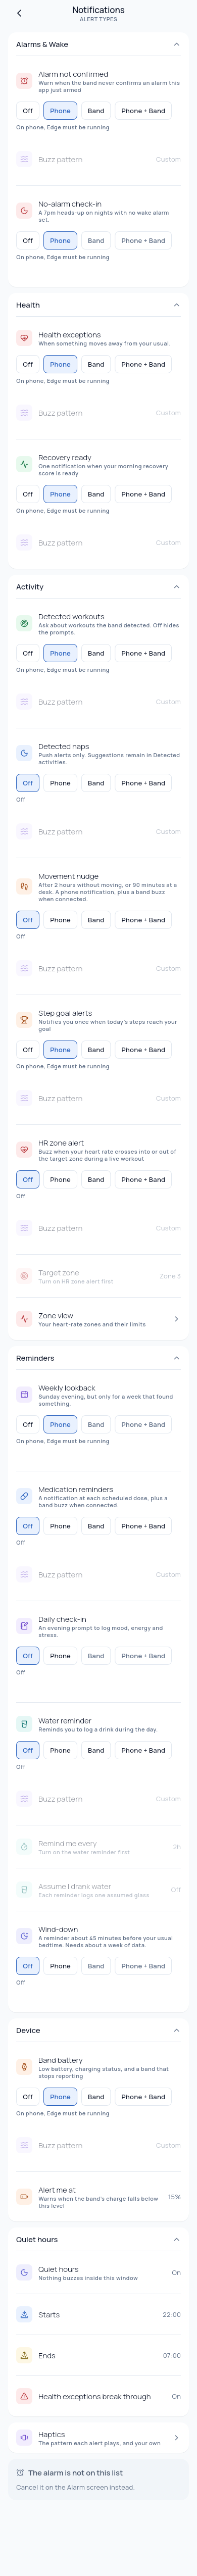 Notifications
ALERT TYPES
Alarms & Wake
Alarm not confirmed
Warn when the band never confirms an alarm this
app just armed
Off Phone Band Phone + Band
On phone, Edge must be running
Buzz pattern Custom
No-alarm check-in
A 7pm heads-up on nights with no wake alarm
set.
Off Phone Band Phone + Band
On phone, Edge must be running
Health
Health exceptions
When something moves away from your usual.
Off Phone Band Phone + Band
On phone, Edge must be running
Buzz pattern Custom
Recovery ready
One notification when your morning recovery
score is ready
Off Phone Band Phone + Band
On phone, Edge must be running
Buzz pattern Custom
Activity
Detected workouts
Ask about workouts the band detected. Off hides
the prompts.
Off Phone Band Phone + Band
On phone, Edge must be running
Buzz pattern Custom
Detected naps
Push alerts only. Suggestions remain in Detected
activities.
Off Phone Band Phone + Band
Off
Buzz pattern Custom
Movement nudge
After 2 hours without moving, or 90 minutes at a
desk. A phone notification, plus a band buzz
when connected.
Off Phone Band Phone + Band
Off
Buzz pattern Custom
Step goal alerts
Notifies you once when today's steps reach your
goal
Off Phone Band Phone + Band
On phone, Edge must be running
Buzz pattern Custom
HR zone alert
Buzz when your heart rate crosses into or out of
the target zone during a live workout
Off Phone Band Phone + Band
Off
Buzz pattern Custom
Target zone Zone 3
Turn on HR zone alert first
Zone view
Your heart-rate zones and their limits
Reminders
Weekly lookback
Sunday evening, but only for a week that found
something.
Off Phone Band Phone + Band
On phone, Edge must be running
Medication reminders
A notification at each scheduled dose, plus a
band buzz when connected.
Off Phone Band Phone + Band
Off
Buzz pattern Custom
Daily check-in
An evening prompt to log mood, energy and
stress.
Off Phone Band Phone + Band
Off
Water reminder
Reminds you to log a drink during the day.
Off Phone Band Phone + Band
Off
Buzz pattern Custom
Remind me every 2h
Turn on the water reminder first
Assume I drank water Off
Each reminder logs one assumed glass
Wind-down
A reminder about 45 minutes before your usual
bedtime. Needs about a week of data.
Off Phone Band Phone + Band
Off
Device
Band battery
Low battery, charging status, and a band that
stops reporting
Off Phone Band Phone + Band
On phone, Edge must be running
Buzz pattern Custom
Alert me at 15%
Warns when the band's charge falls below
this level
Quiet hours
Quiet hours On
Nothing buzzes inside this window
Starts 22:00
Ends 07:00
Health exceptions break through On
Haptics
The pattern each alert plays, and your own
The alarm is not on this list
Cancel it on the Alarm screen instead.